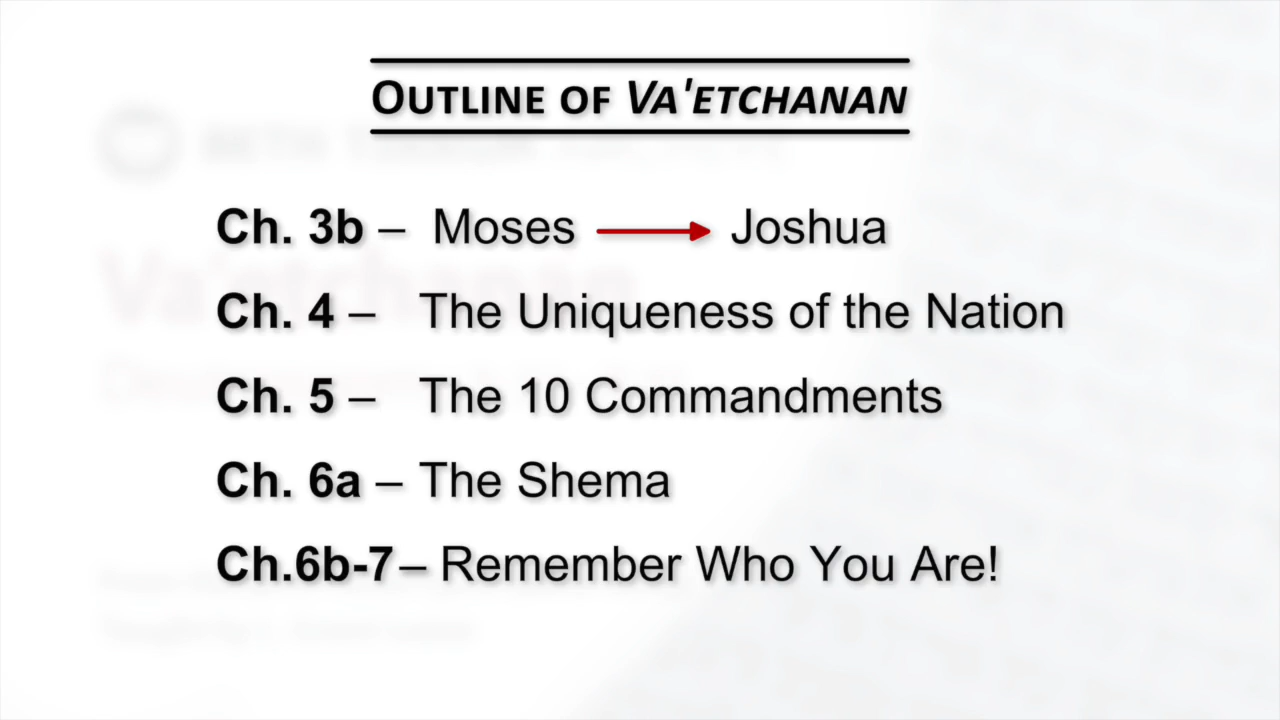 Outline of Va'etchanan
Ch. 3b – Moses → Joshua
Ch. 4 – The Uniqueness of the Nation
Ch. 5 – The 10 Commandments
Ch. 6a – The Shema
Ch.6b-7– Remember Who You Are!